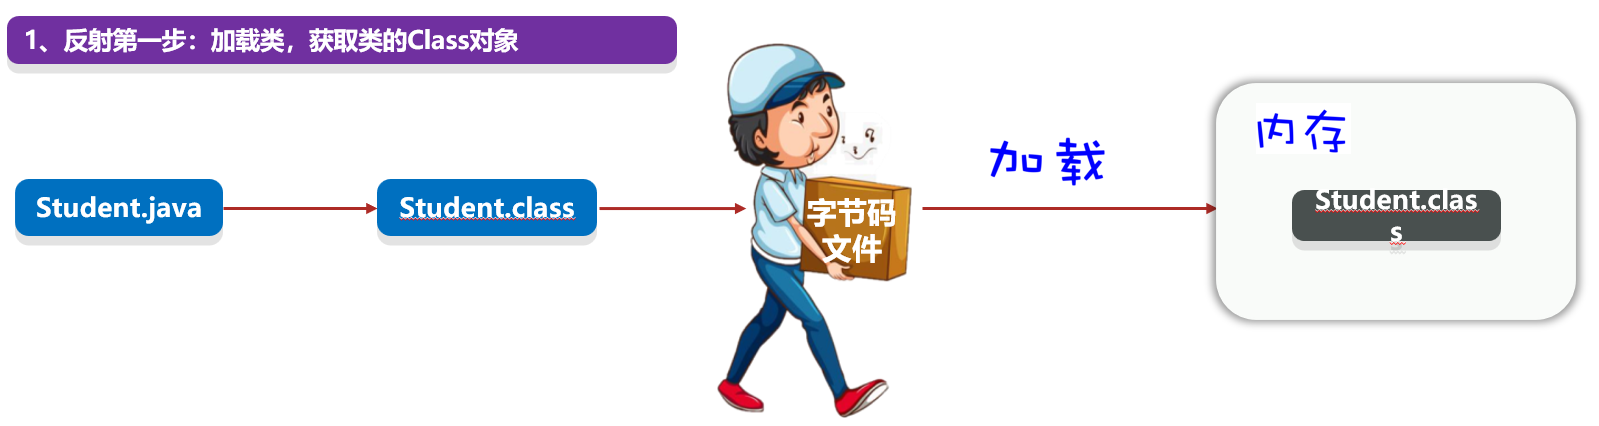 1、反射第一步：加载类，获取类的Class对象
Student.java
Student.class
字节码
文件
加载
内存
Student.clas
s